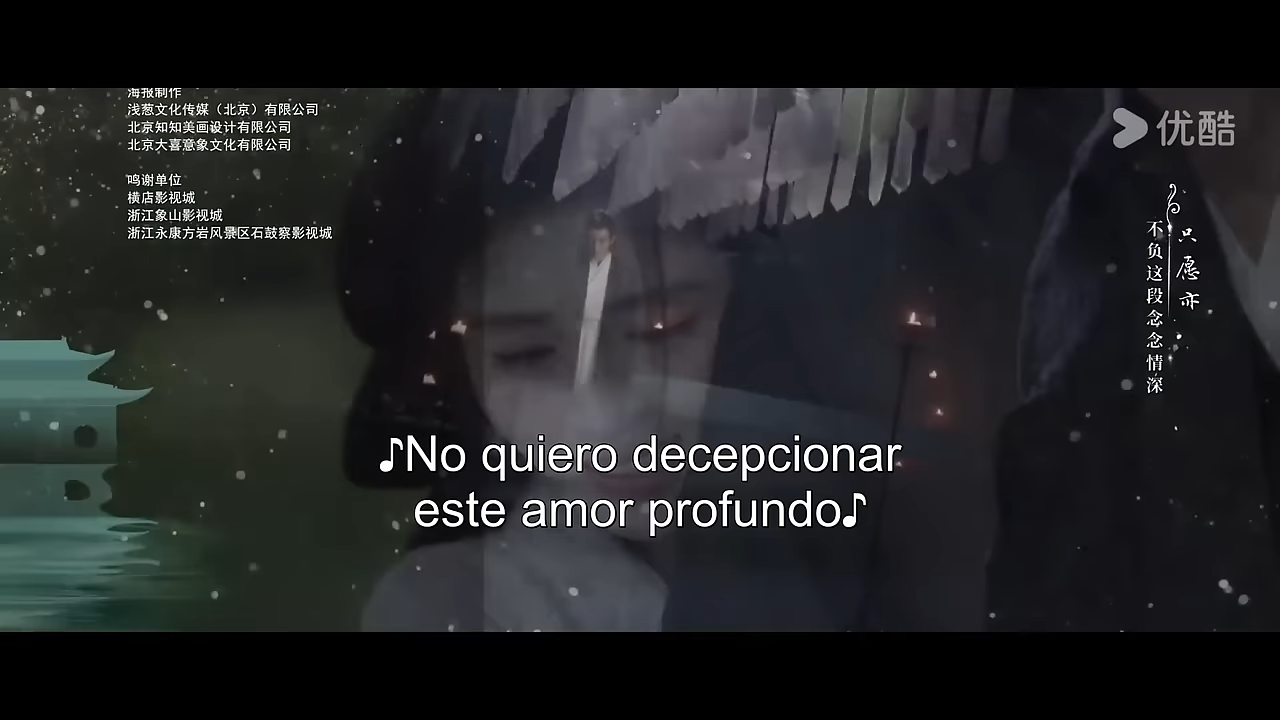 海报制作
浅葱文化传媒（北京）有限公司
北京知知美画设计有限公司
北京大喜意象文化有限公司
鸣谢单位
横店影视城
浙江象山影视城
浙江永康方岩风景区石鼓寮影视城
优酷
只愿亦
不负这段念念情深
♪No quiero decepcionar
este amor profundo♪